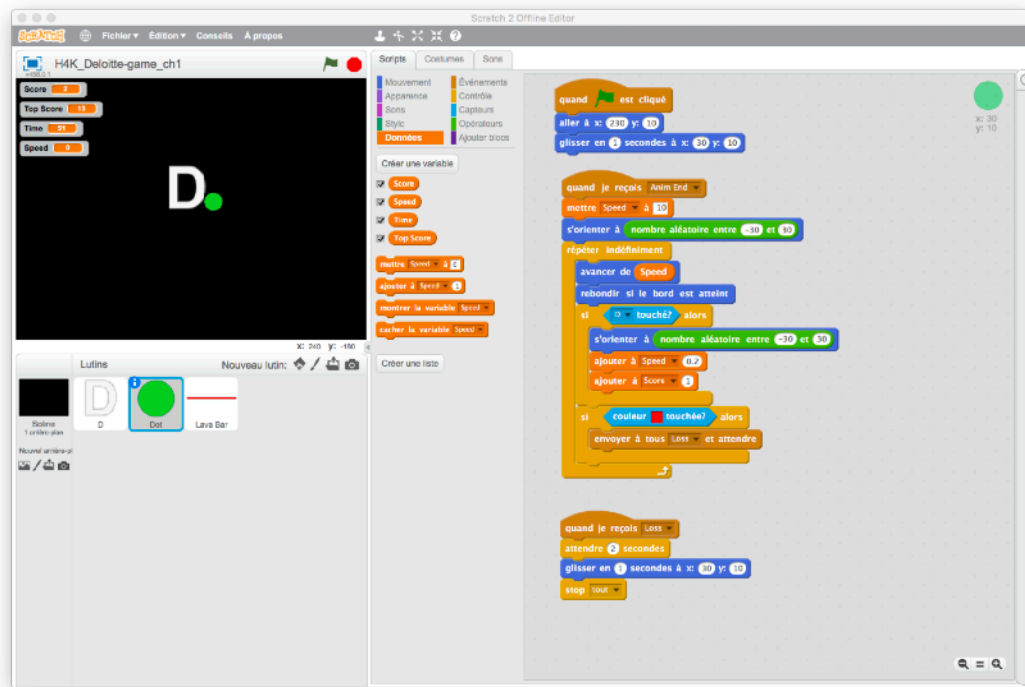 Scratch 2 Offline Editor
SCRATCH Fichier Édition Conseils À propos
H4K_Deloitte-game_ch1
Score 2
Top Score 13
Time 51
Speed 0
D
x: 240 y: -180
Lutins Nouveau lutin:
Scène
1 arrière-plan
D Dot Lava Bar
Nouvel arrière-pl
Scripts Costumes Sons
Mouvement Événements
Apparence Contrôle
Sons Capteurs
Stylo Opérateurs
Données Ajouter blocs
Créer une variable
Score
Speed
Time
Top Score
mettre Speed à 0
ajouter à Speed 1
montrer la variable Speed
cacher la variable Speed
Créer une liste
quand est cliqué
aller à x: 230 y: 10
glisser en 1 secondes à x: 30 y: 10
quand je reçois Anim End
mettre Speed à 10
s'orienter à nombre aléatoire entre -30 et 30
répéter indéfiniment
avancer de Speed
rebondir si le bord est atteint
si D touché? alors
s'orienter à nombre aléatoire entre -30 et 30
ajouter à Speed 0.2
ajouter à Score 1
si couleur touchée? alors
envoyer à tous Loss et attendre
quand je reçois Loss
attendre 2 secondes
glisser en 1 secondes à x: 30 y: 10
stop tout
x: 30
y: 10